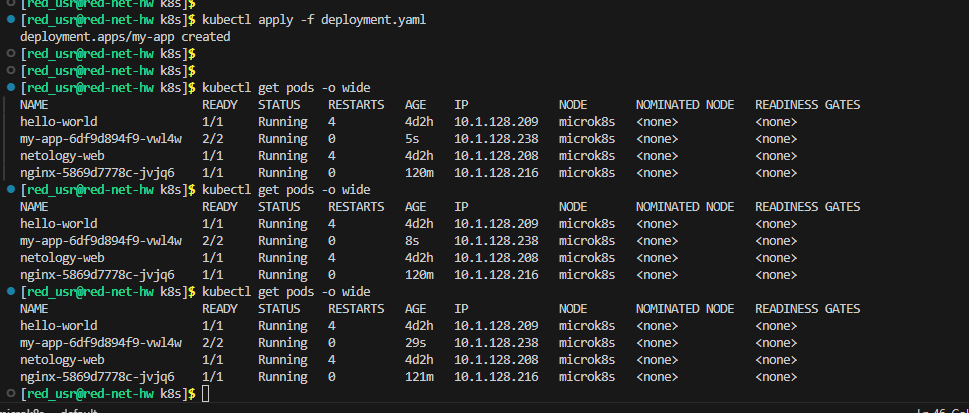 [red_usr@red-net-hw k8s]$
[red_usr@red-net-hw k8s]$ kubectl apply -f deployment.yaml
deployment.apps/my-app created
[red_usr@red-net-hw k8s]$
[red_usr@red-net-hw k8s]$
[red_usr@red-net-hw k8s]$ kubectl get pods -o wide
NAME READY STATUS RESTARTS AGE IP NODE NOMINATED NODE READINESS GATES
hello-world 1/1 Running 4 4d2h 10.1.128.209 microk8s <none> <none>
my-app-6df9d894f9-vwl4w 2/2 Running 0 5s 10.1.128.238 microk8s <none> <none>
netology-web 1/1 Running 4 4d2h 10.1.128.208 microk8s <none> <none>
nginx-5869d7778c-jvjq6 1/1 Running 0 120m 10.1.128.216 microk8s <none> <none>
[red_usr@red-net-hw k8s]$ kubectl get pods -o wide
NAME READY STATUS RESTARTS AGE IP NODE NOMINATED NODE READINESS GATES
hello-world 1/1 Running 4 4d2h 10.1.128.209 microk8s <none> <none>
my-app-6df9d894f9-vwl4w 2/2 Running 0 8s 10.1.128.238 microk8s <none> <none>
netology-web 1/1 Running 4 4d2h 10.1.128.208 microk8s <none> <none>
nginx-5869d7778c-jvjq6 1/1 Running 0 120m 10.1.128.216 microk8s <none> <none>
[red_usr@red-net-hw k8s]$ kubectl get pods -o wide
NAME READY STATUS RESTARTS AGE IP NODE NOMINATED NODE READINESS GATES
hello-world 1/1 Running 4 4d2h 10.1.128.209 microk8s <none> <none>
my-app-6df9d894f9-vwl4w 2/2 Running 0 29s 10.1.128.238 microk8s <none> <none>
netology-web 1/1 Running 4 4d2h 10.1.128.208 microk8s <none> <none>
nginx-5869d7778c-jvjq6 1/1 Running 0 121m 10.1.128.216 microk8s <none> <none>
[red_usr@red-net-hw k8s]$